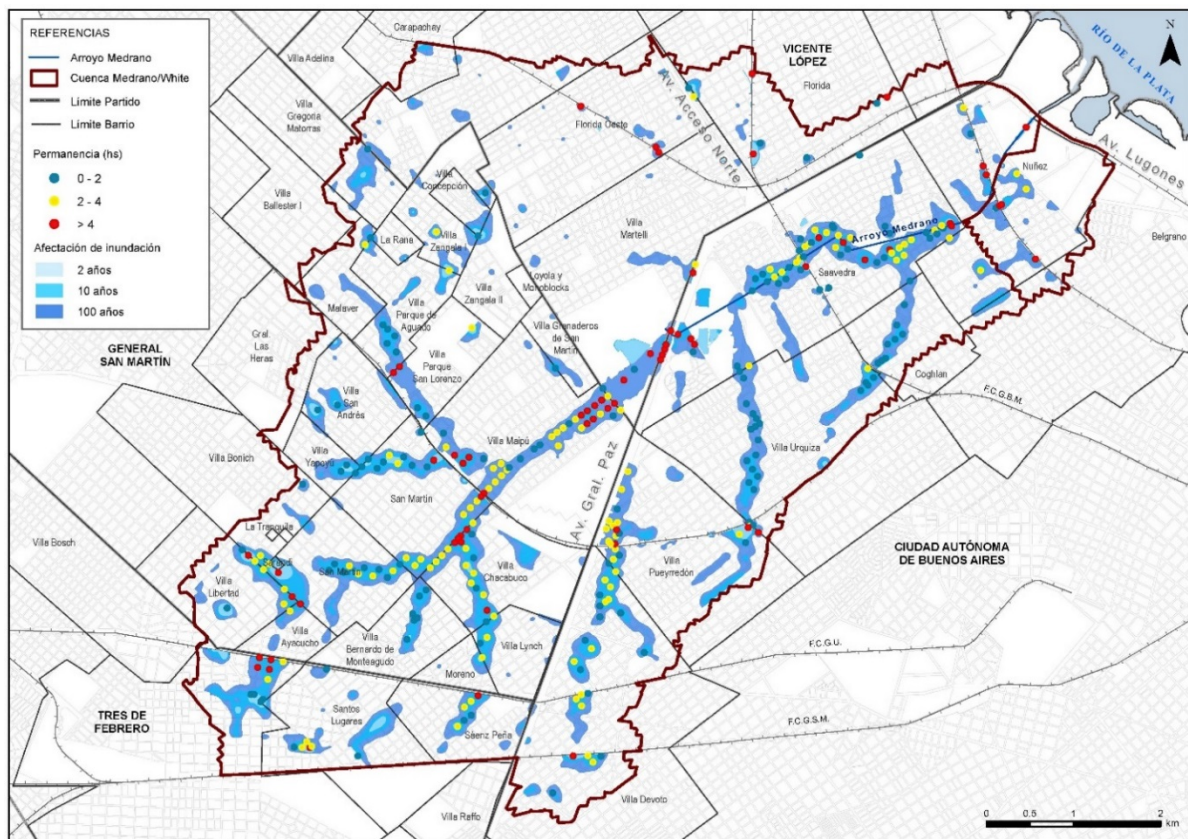 REFERENCIAS
Arroyo Medrano
Cuenca Medrano/White
Limite Partido
Limite Barrio
Permanencia (hs)
0 - 2
2 - 4
> 4
Afectación de inundación
2 años
10 años
100 años
Carapachay
Villa Adelina
Villa
Gregoria
Matorras
Villa
Ballester I
VICENTE
LÓPEZ
Florida
RÍO DE LA PLATA
N
Florida Oeste
Av. Acceso Norte
Av. Lugones
Nuñez
Belgrano
Villa
Concepción
La Rana
Villa
Zangala I
Villa
Martelli
Arroyo Medrano
Saavedra
Loyola y
Monoblocks
Malaver
Villa
Parque de
Aguado
Villa
Zangala II
Villa Granaderos
de San
Martín
Gral.
Las
Heras
GENERAL
SAN MARTÍN
Villa
Parque
San Lorenzo
Coghlan
F.C.G.B.M.
Villa
San
Andrés
Villa Maipú
Villa Urquiza
Villa Bonich
Villa
Yapeyú
San Martín
Av. Gral. Paz
La Tranquila
Villa Bosch
Villa
Libertad
San Martín
Villa
Chacabuco
Villa
Pueyrredón
CIUDAD AUTÓNOMA
DE BUENOS AIRES
Villa
Ayacucho
Villa
Bernardo de
Monteagudo
Villa Lynch
Moreno
F.C.G.U.
TRES DE
FEBRERO
Santos
Lugares
Sáenz Peña
F.C.G.S.M.
Villa Raffo
Villa Devoto
0 0.5 1 2
km